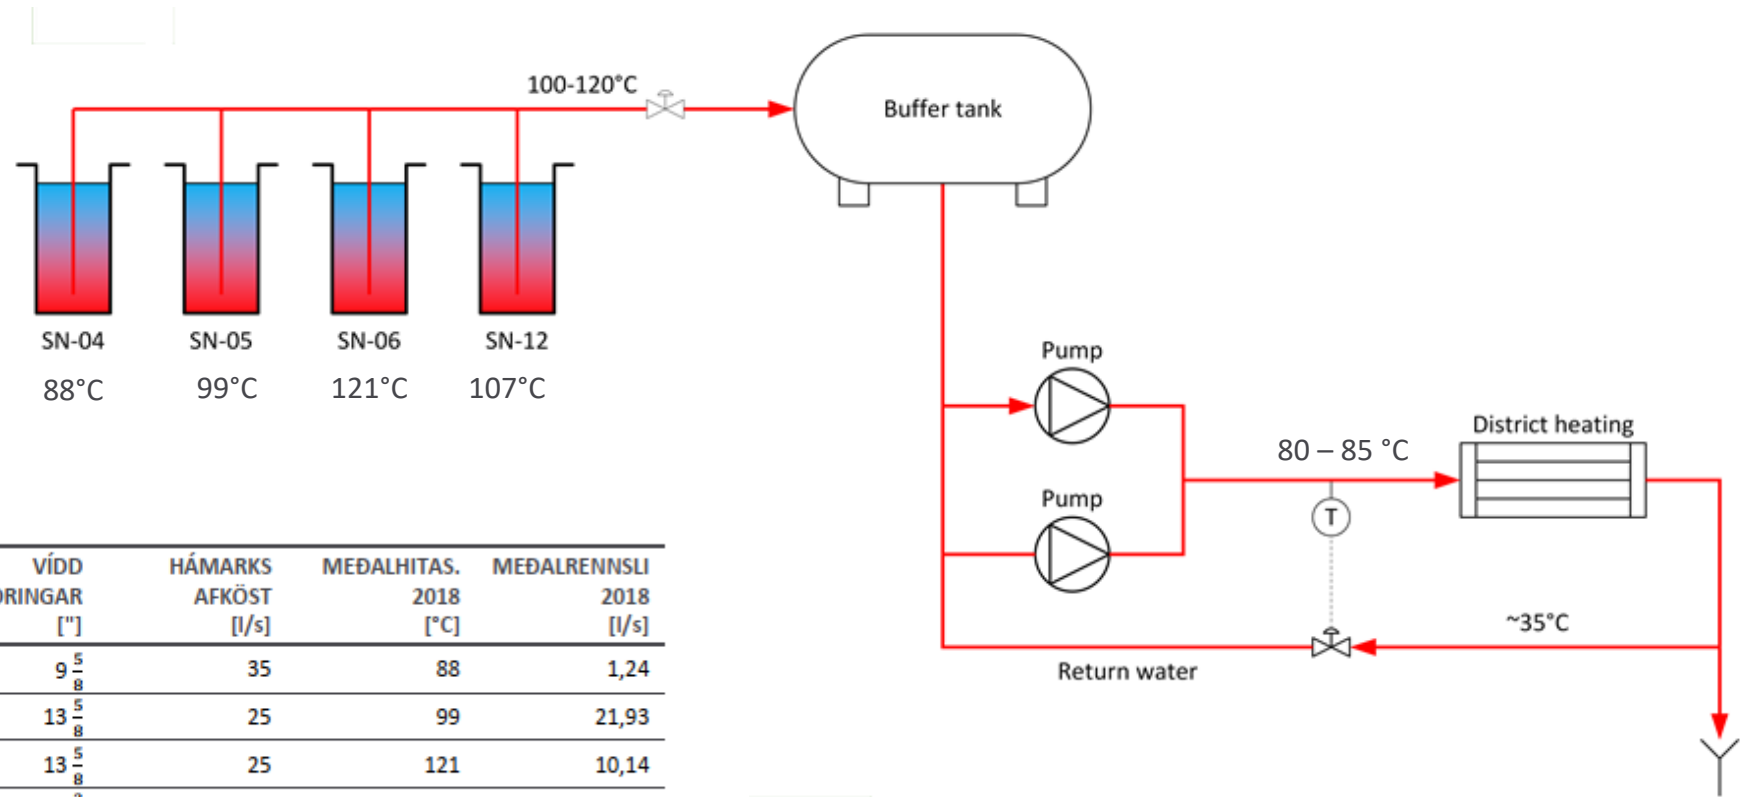 100-120°C
Buffer tank
SN-04
SN-05
SN-06
SN-12
88°C
99°C
121°C
107°C
Pump
Pump
80 – 85 °C
District heating
T
~35°C
Return water
VÍDD HÁMARKS MEÐALHITAS. MEÐALRENNSLI
AFKÖST 2018 2018
["] [l/s] [°C] [l/s]
9 5/8 35 88 1,24
13 5/8 25 99 21,93
13 5/8 25 121 10,14